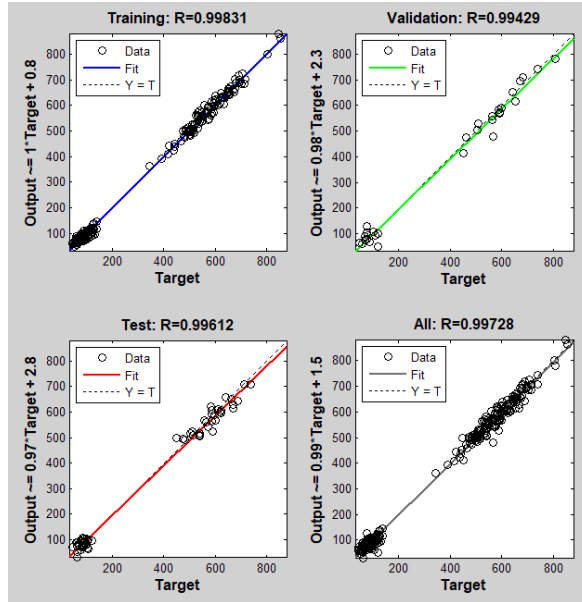 Training: R=0.99831
Output ~= 1*Target + 0.8
800
700
600
500
400
300
200
100
Data
Fit
Y = T
200 400 600 800
Target
Validation: R=0.99429
Output ~= 0.98*Target + 2.3
800
700
600
500
400
300
200
100
Data
Fit
Y = T
200 400 600 800
Target
Test: R=0.99612
Output ~= 0.97*Target + 2.8
800
700
600
500
400
300
200
100
Data
Fit
Y = T
200 400 600 800
Target
All: R=0.99728
Output ~= 0.99*Target + 1.5
800
700
600
500
400
300
200
100
Data
Fit
Y = T
200 400 600 800
Target